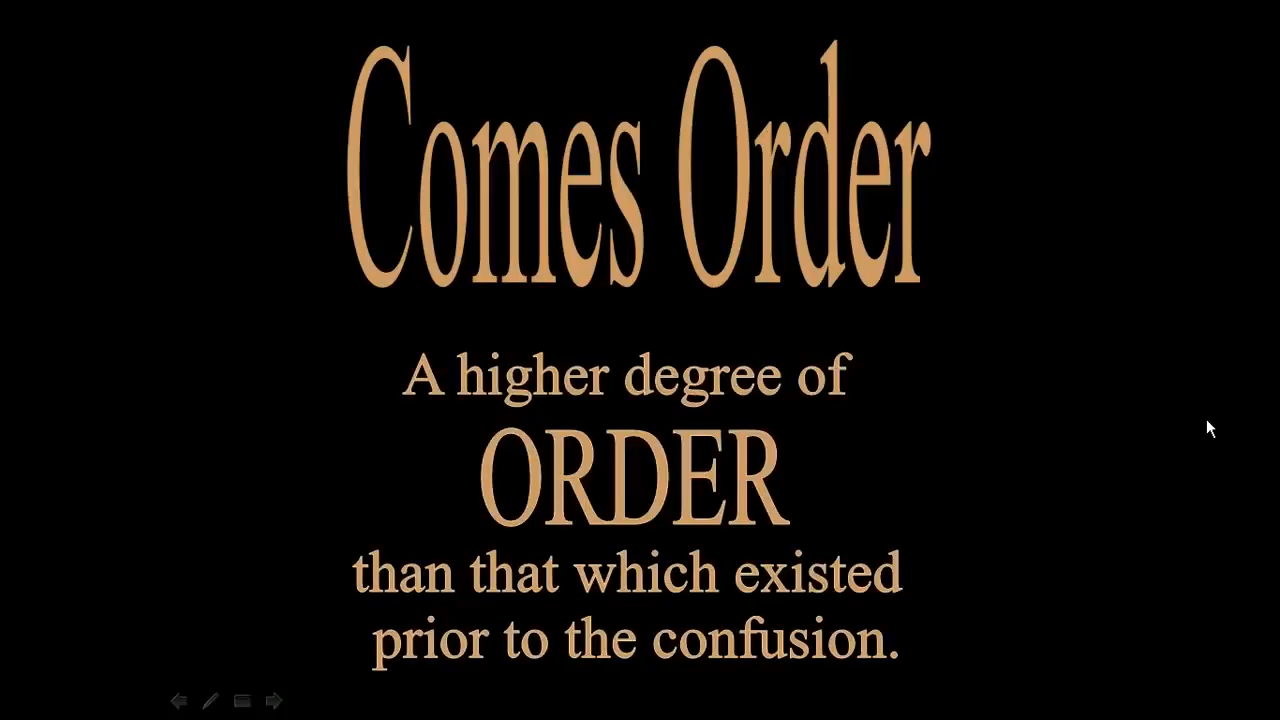 Comes Order
A higher degree of
ORDER
than that which existed
prior to the confusion.